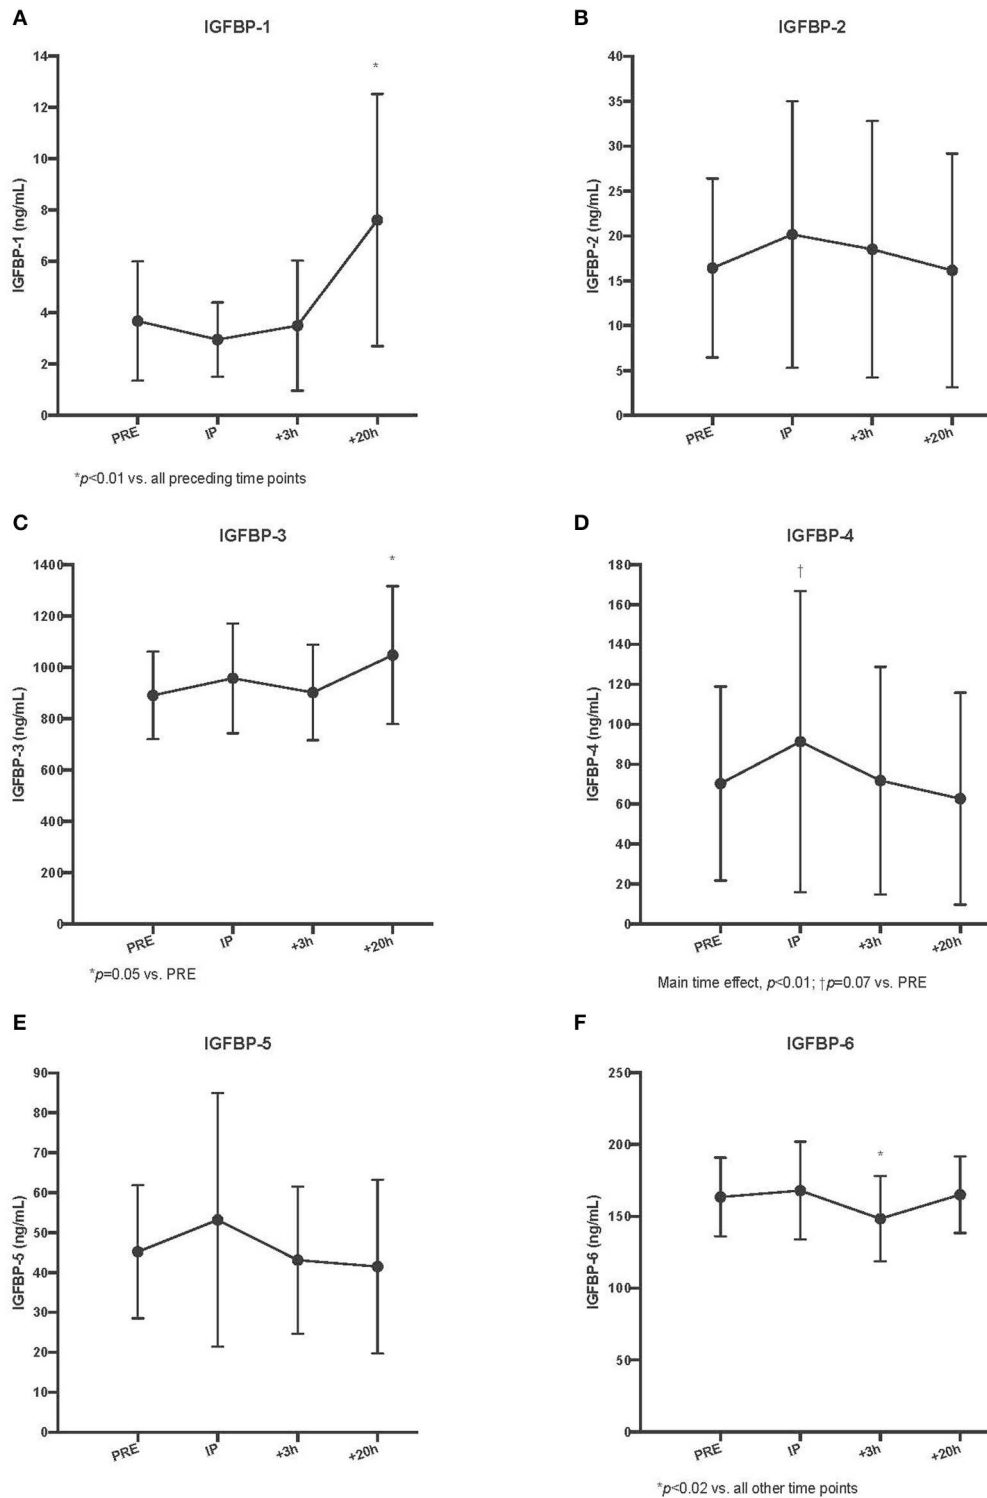 A
IGFBP-1
IGFBP-1 (ng/mL)
14
12
10
8
6
4
2
0
*
PRE IP +3h +20h
*p<0.01 vs. all preceding time points
B
IGFBP-2
IGFBP-2 (ng/mL)
40
35
30
25
20
15
10
5
0
PRE IP +3h +20h
C
IGFBP-3
IGFBP-3 (ng/mL)
1400
1200
1000
800
600
400
200
0
*
PRE IP +3h +20h
*p=0.05 vs. PRE
D
IGFBP-4
IGFBP-4 (ng/mL)
180
160
140
120
100
80
60
40
20
0
†
PRE IP +3h +20h
Main time effect, p<0.01; †p=0.07 vs. PRE
E
IGFBP-5
IGFBP-5 (ng/mL)
90
80
70
60
50
40
30
20
10
0
PRE IP +3h +20h
F
IGFBP-6
IGFBP-6 (ng/mL)
250
200
150
100
50
0
*
PRE IP +3h +20h
*p<0.02 vs. all other time points